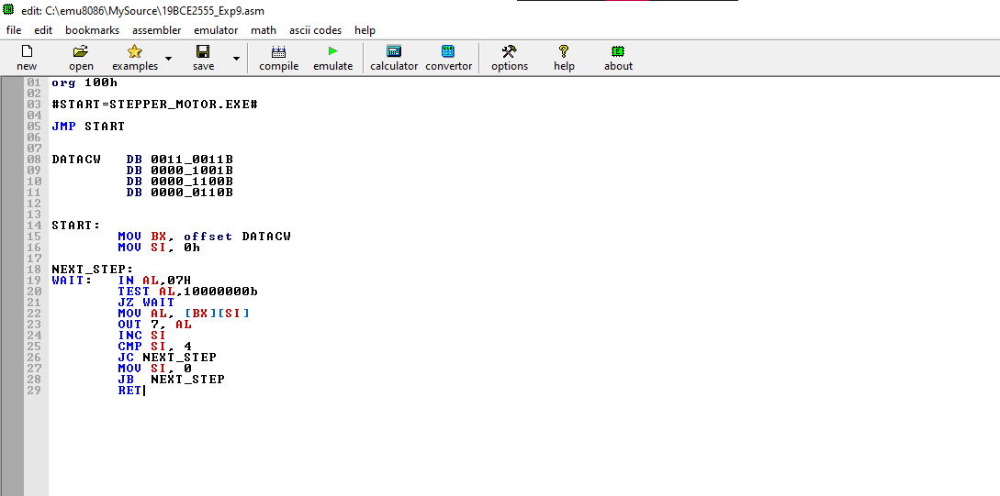 edit: C:\emu8086\MySource\19BCE2555_Exp9.asm
file edit bookmarks assembler emulator math ascii codes help
new open examples save compile emulate calculator convertor options help about
01 org 100h
02
03 #START=STEPPER_MOTOR.EXE#
04
05 JMP START
06
07
08 DATACW DB 0011_0011B
09 DB 0000_1001B
10 DB 0000_1100B
11 DB 0000_0110B
12
13
14 START:
15 MOV BX, offset DATACW
16 MOV SI, 0h
17
18 NEXT_STEP:
19 WAIT: IN AL,07H
20 TEST AL,10000000b
21 JZ WAIT
22 MOV AL, [BX][SI]
23 OUT 7, AL
24 INC SI
25 CMP SI, 4
26 JC NEXT_STEP
27 MOV SI, 0
28 JB NEXT_STEP
29 RET